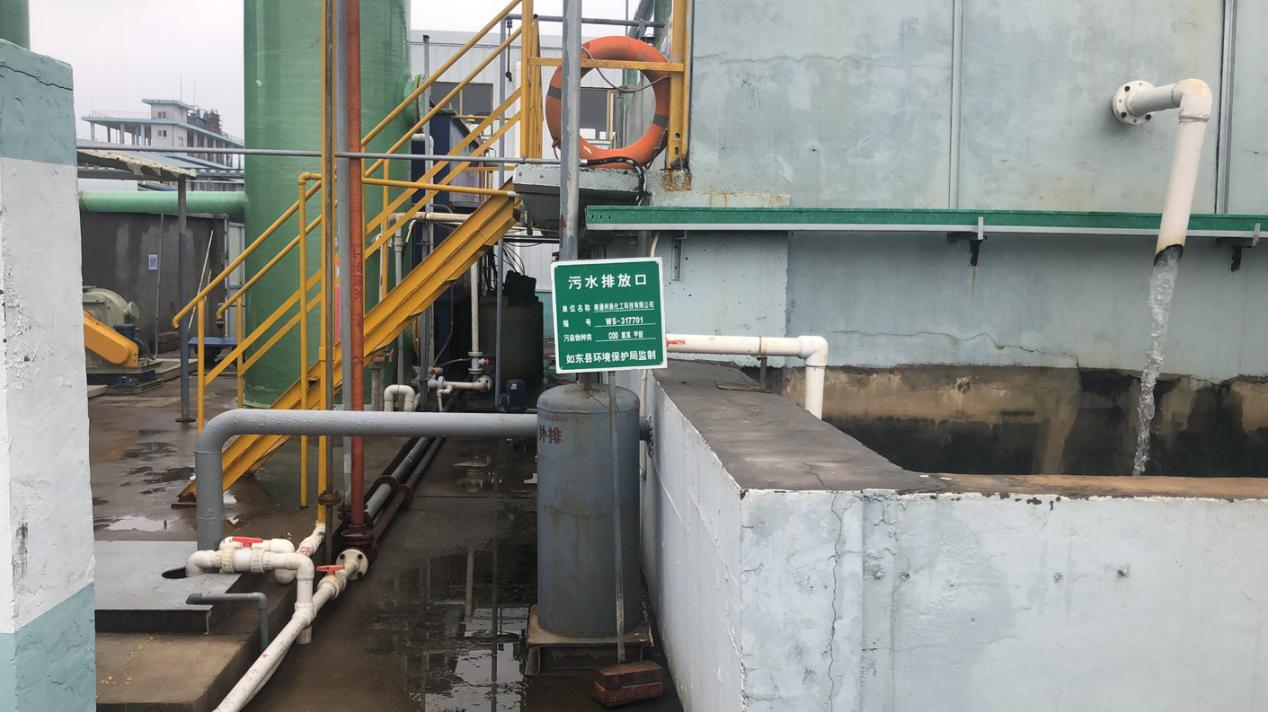 污水排放口
单位名称 南通利奥化工科技有限公司
编 号 WS-317701
污染物种类 COD 氨氮 甲醛
如东县环境保护局监制
外排